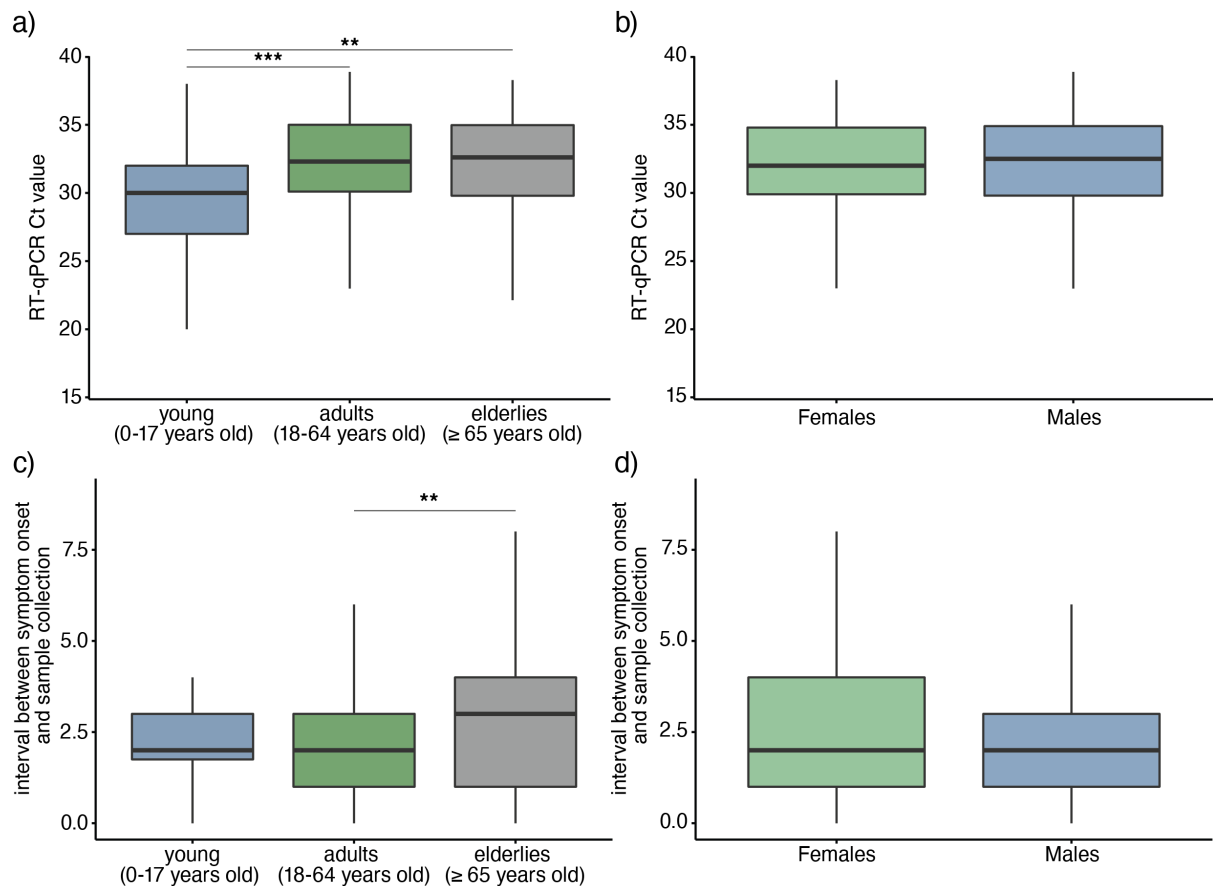 a)
RT-qPCR Ct value
40
35
30
25
20
15
***
**
young
(0-17 years old)
adults
(18-64 years old)
elderlies
(≥ 65 years old)
b)
RT-qPCR Ct value
40
35
30
25
20
15
Females
Males
c)
interval between symptom onset
and sample collection
7.5
5.0
2.5
0.0
**
young
(0-17 years old)
adults
(18-64 years old)
elderlies
(≥ 65 years old)
d)
interval between symptom onset
and sample collection
7.5
5.0
2.5
0.0
Females
Males